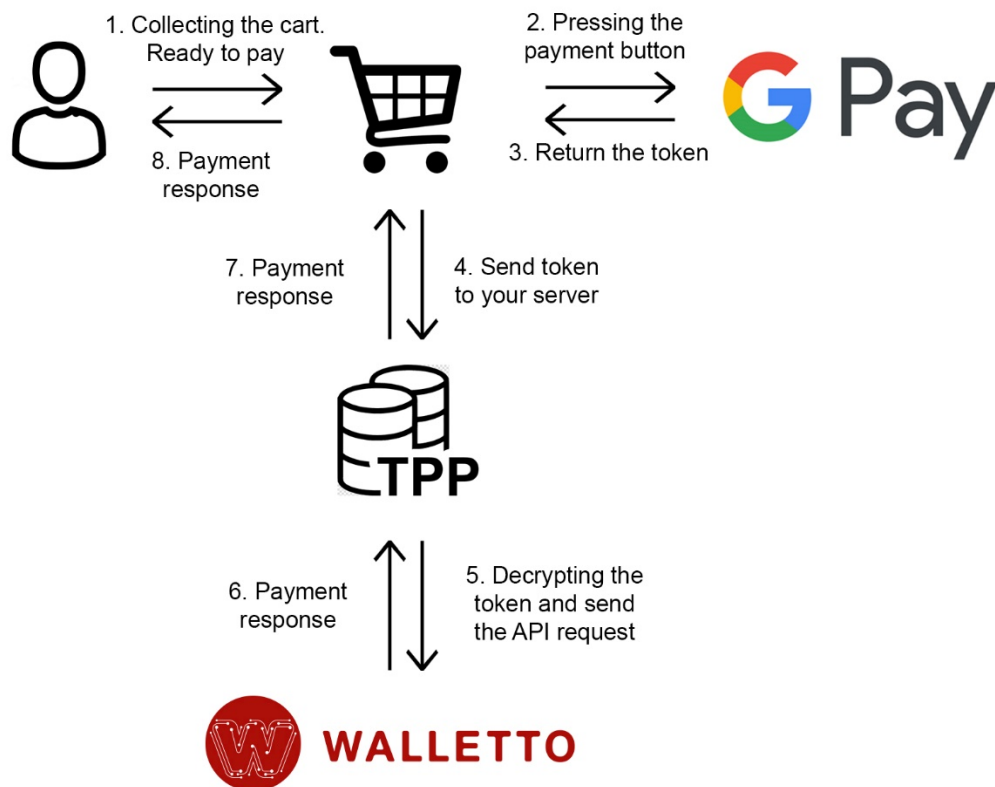 1. Collecting the cart.
Ready to pay
2. Pressing the
payment button
G Pay
3. Return the token
8. Payment
response
7. Payment
response
4. Send token
to your server
TPP
6. Payment
response
5. Decrypting the
token and send
the API request
W WALLETTO